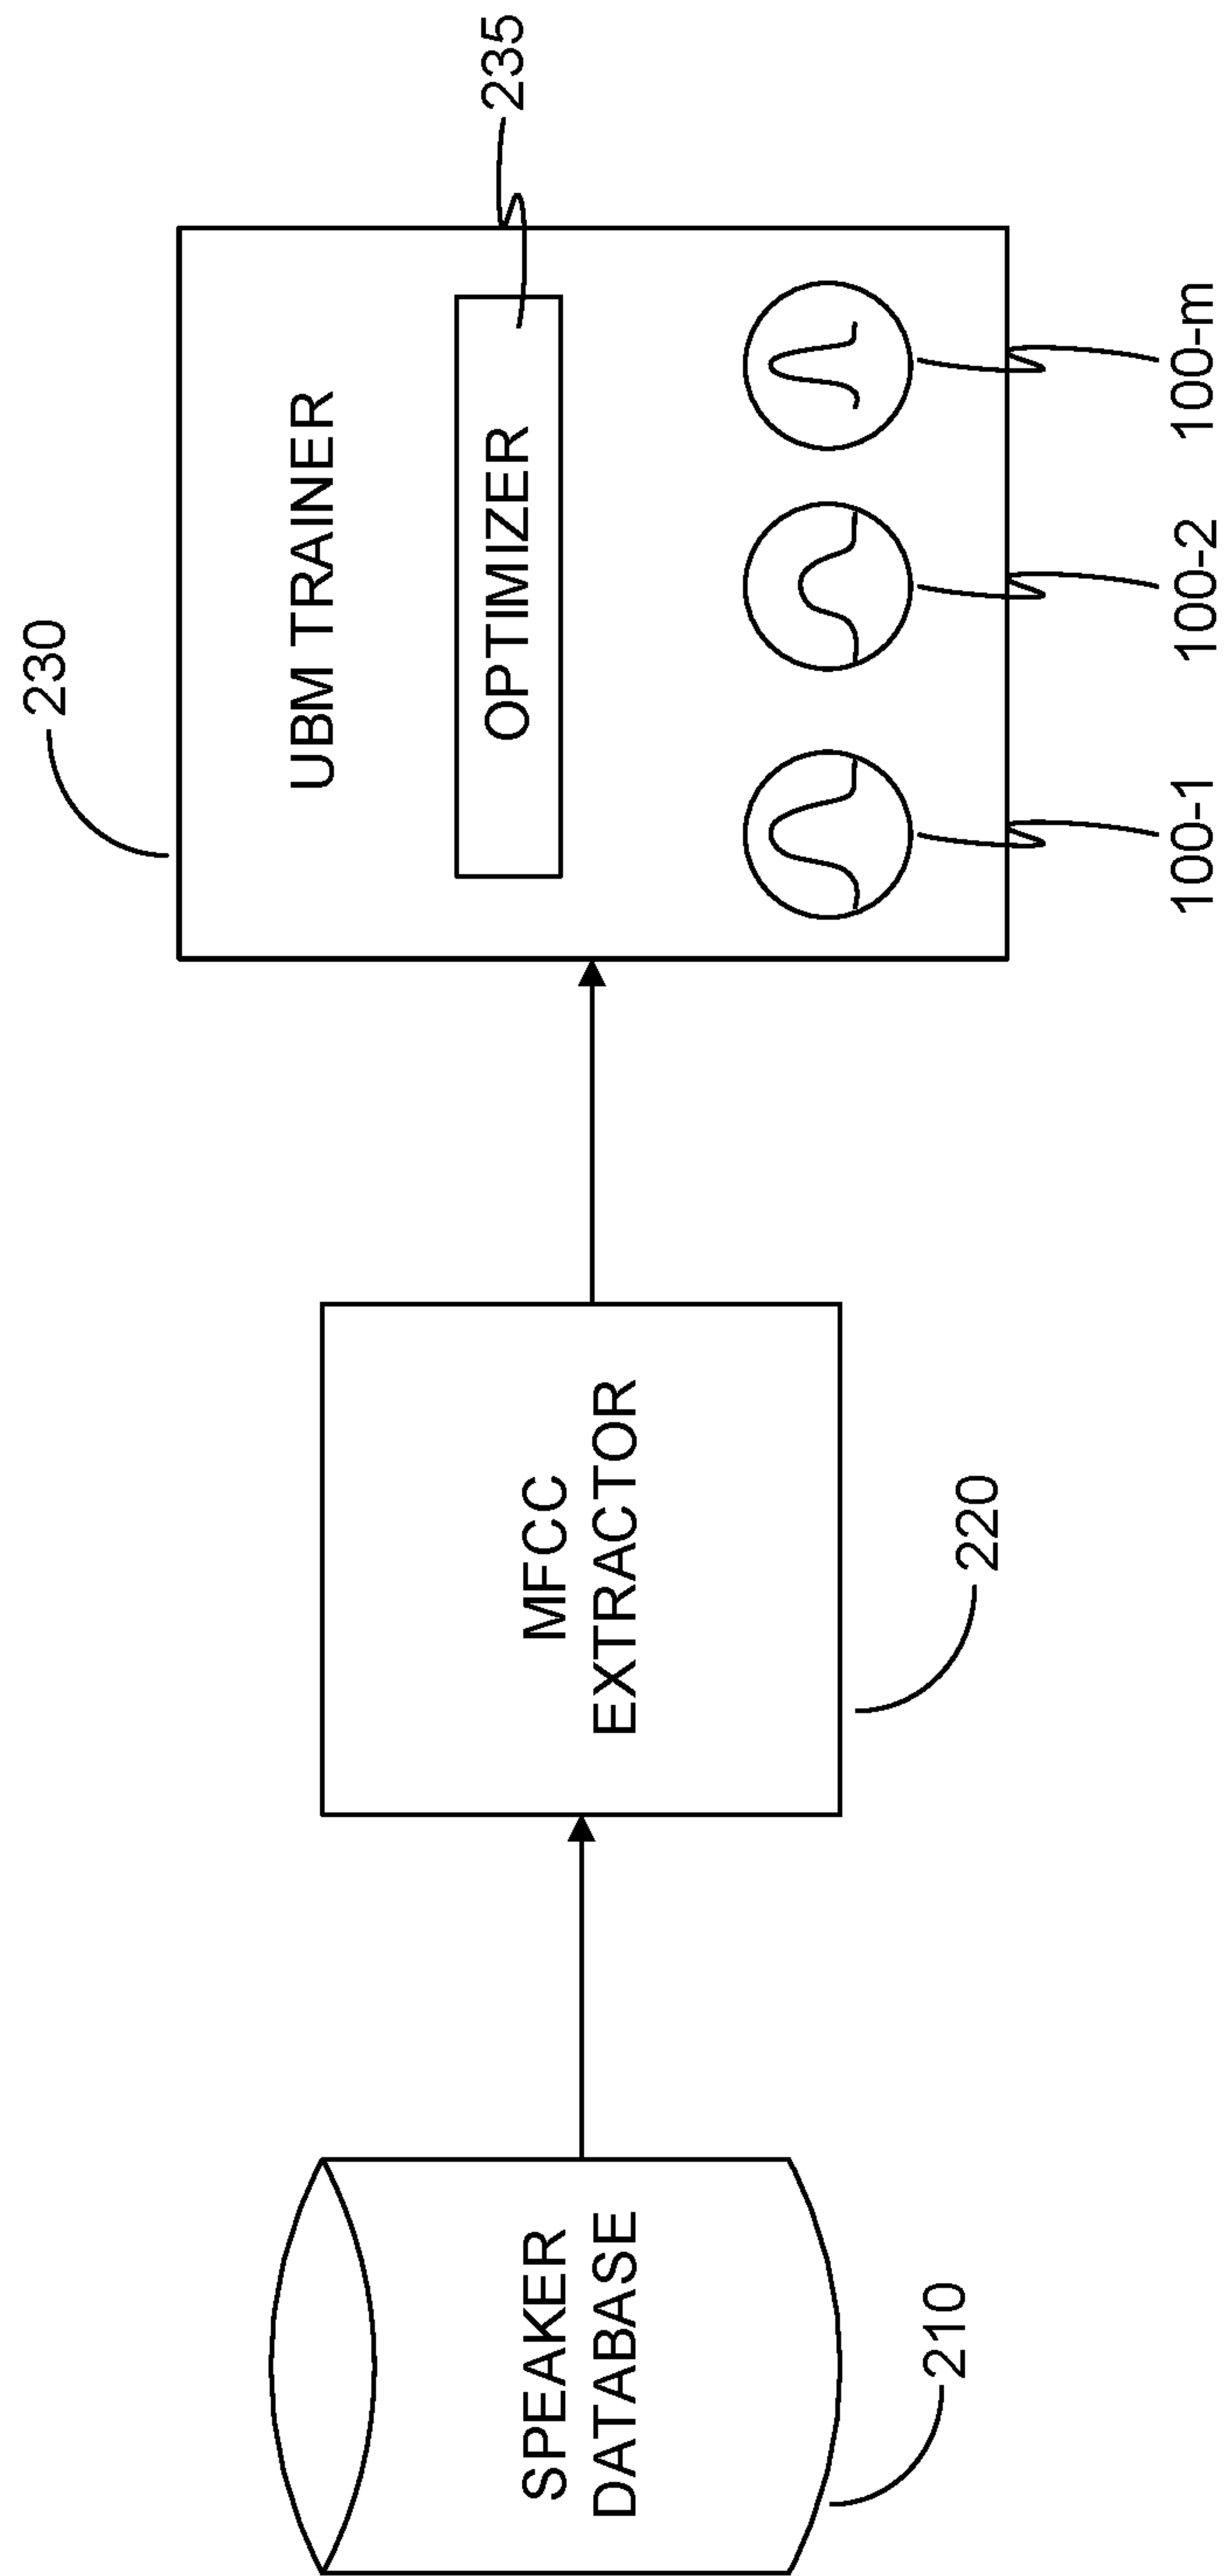 230
UBM TRAINER
235
OPTIMIZER
MFCC
EXTRACTOR
SPEAKER
DATABASE
210
220
100-1
100-2
100-m